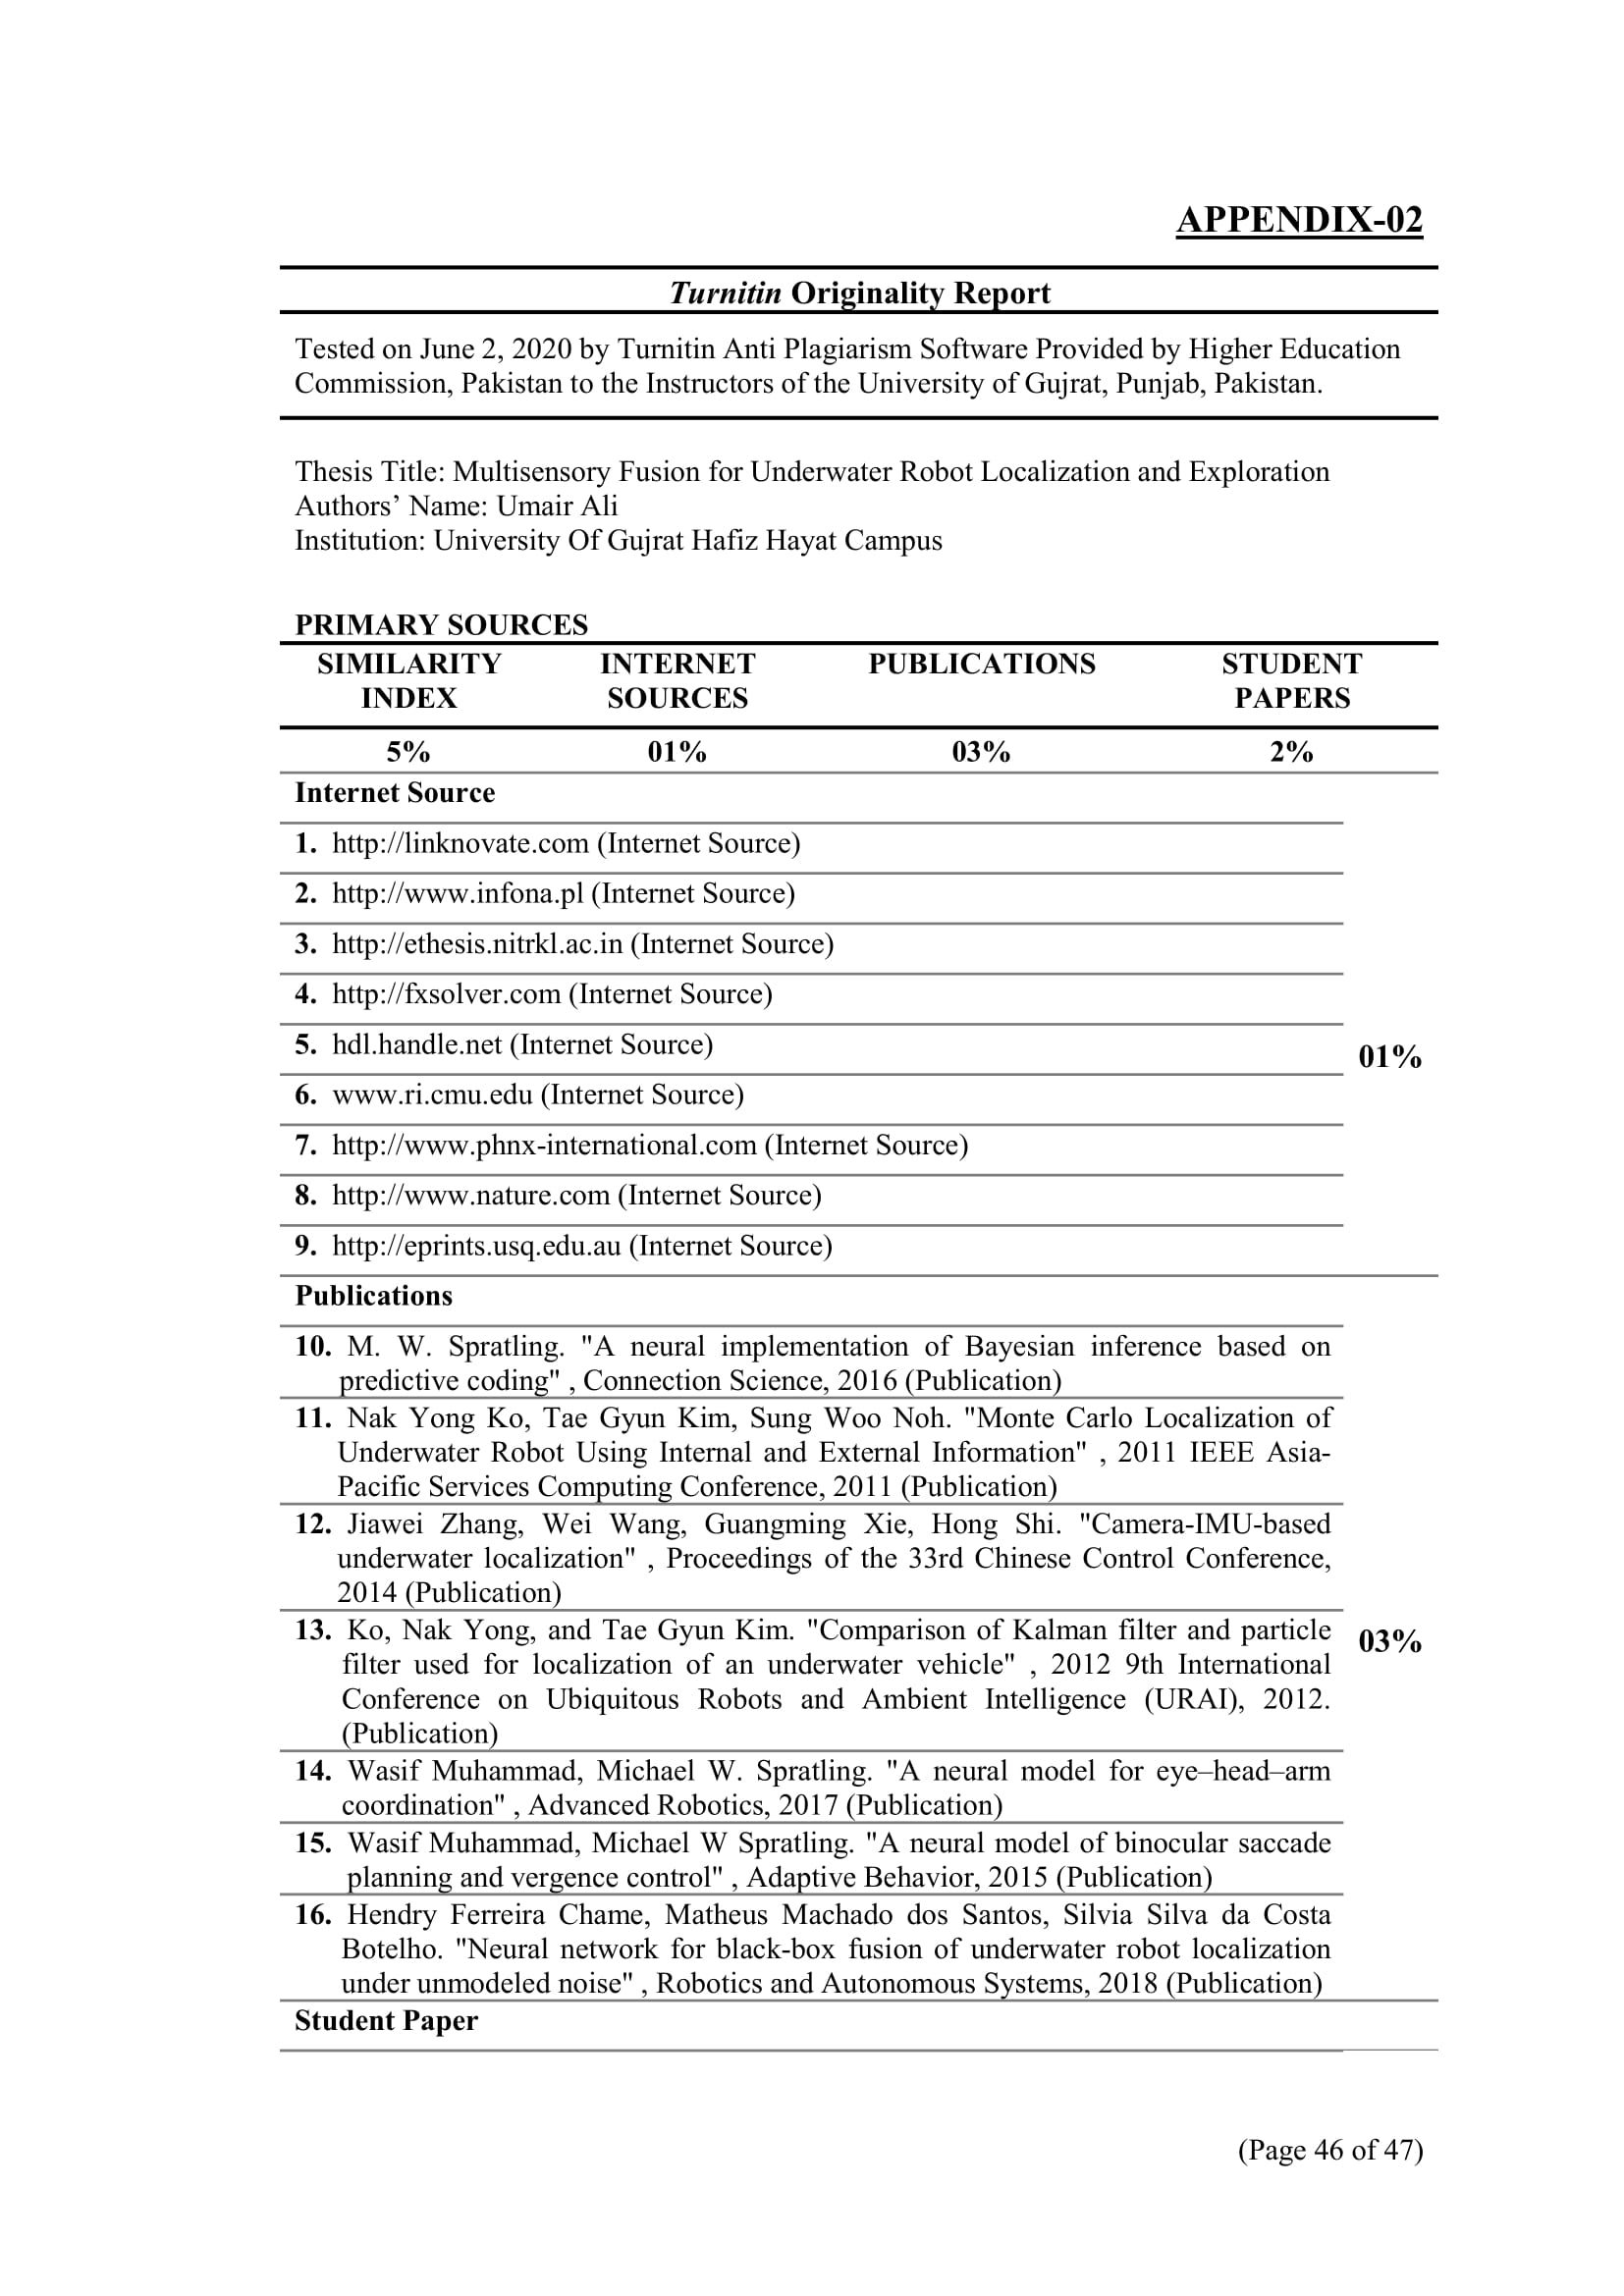 APPENDIX-02
Turnitin Originality Report
Tested on June 2, 2020 by Turnitin Anti Plagiarism Software Provided by Higher Education
Commission, Pakistan to the Instructors of the University of Gujrat, Punjab, Pakistan.
Thesis Title: Multisensory Fusion for Underwater Robot Localization and Exploration
Authors’ Name: Umair Ali
Institution: University Of Gujrat Hafiz Hayat Campus
PRIMARY SOURCES
SIMILARITY INTERNET PUBLICATIONS STUDENT
INDEX SOURCES PAPERS
5% 01% 03% 2%
Internet Source
1. http://linknovate.com (Internet Source)
2. http://www.infona.pl (Internet Source)
3. http://ethesis.nitrkl.ac.in (Internet Source)
4. http://fxsolver.com (Internet Source)
5. hdl.handle.net (Internet Source)
01%
6. www.ri.cmu.edu (Internet Source)
7. http://www.phnx-international.com (Internet Source)
8. http://www.nature.com (Internet Source)
9. http://eprints.usq.edu.au (Internet Source)
Publications
10. M. W. Spratling. "A neural implementation of Bayesian inference based on
predictive coding" , Connection Science, 2016 (Publication)
11. Nak Yong Ko, Tae Gyun Kim, Sung Woo Noh. "Monte Carlo Localization of
Underwater Robot Using Internal and External Information" , 2011 IEEE Asia-
Pacific Services Computing Conference, 2011 (Publication)
12. Jiawei Zhang, Wei Wang, Guangming Xie, Hong Shi. "Camera-IMU-based
underwater localization" , Proceedings of the 33rd Chinese Control Conference,
2014 (Publication)
13. Ko, Nak Yong, and Tae Gyun Kim. "Comparison of Kalman filter and particle
03%
filter used for localization of an underwater vehicle" , 2012 9th International
Conference on Ubiquitous Robots and Ambient Intelligence (URAI), 2012.
(Publication)
14. Wasif Muhammad, Michael W. Spratling. "A neural model for eye–head–arm
coordination" , Advanced Robotics, 2017 (Publication)
15. Wasif Muhammad, Michael W Spratling. "A neural model of binocular saccade
planning and vergence control" , Adaptive Behavior, 2015 (Publication)
16. Hendry Ferreira Chame, Matheus Machado dos Santos, Silvia Silva da Costa
Botelho. "Neural network for black-box fusion of underwater robot localization
under unmodeled noise" , Robotics and Autonomous Systems, 2018 (Publication)
Student Paper
(Page 46 of 47)